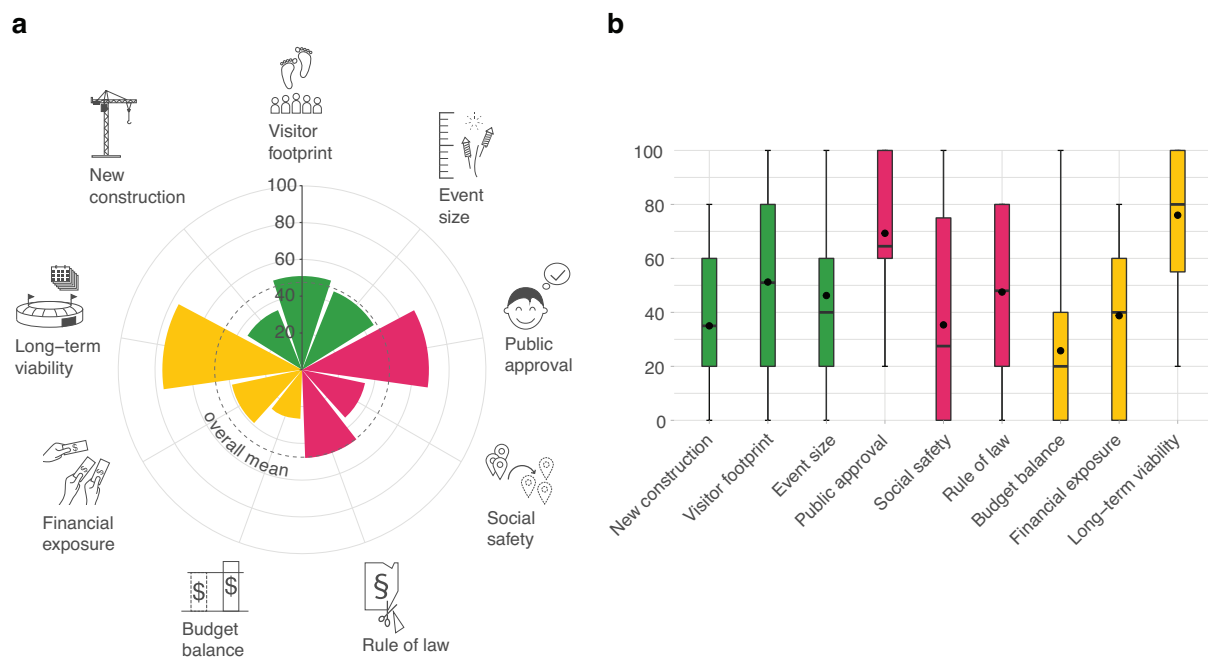 a
Visitor
footprint
New
construction
Event
size
100
80
60
40
20
Long–term
viability
Public
approval
overall mean
Financial
exposure
$
$
$
Social
safety
$
$
§
Budget
balance
Rule of law
b
100
80
60
40
20
0
New construction
Visitor footprint
Event size
Public approval
Social safety
Rule of law
Budget balance
Financial exposure
Long–term viability